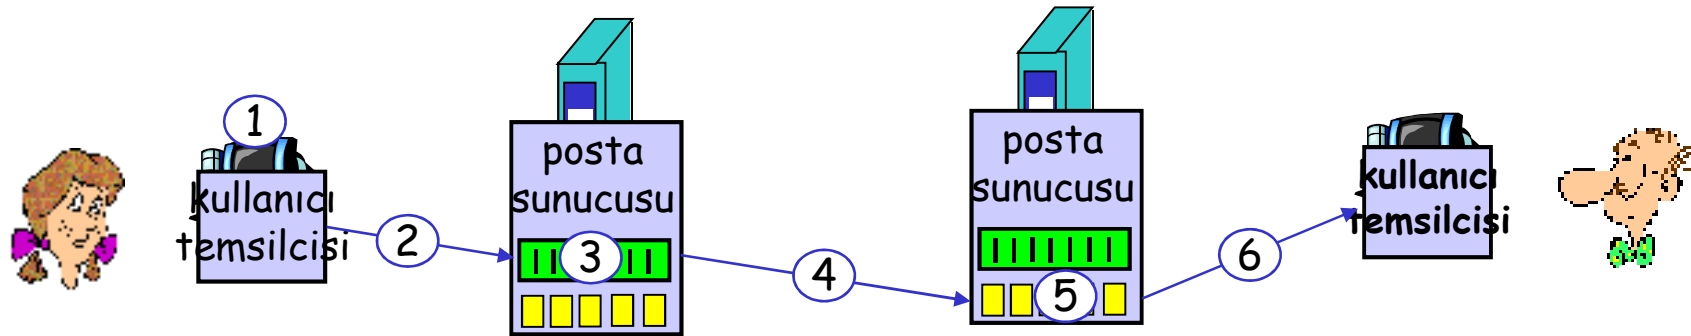 1
kullanıcı
temsilcisi
2
posta
sunucusu
3
4
posta
sunucusu
5
6
kullanıcı
temsilcisi